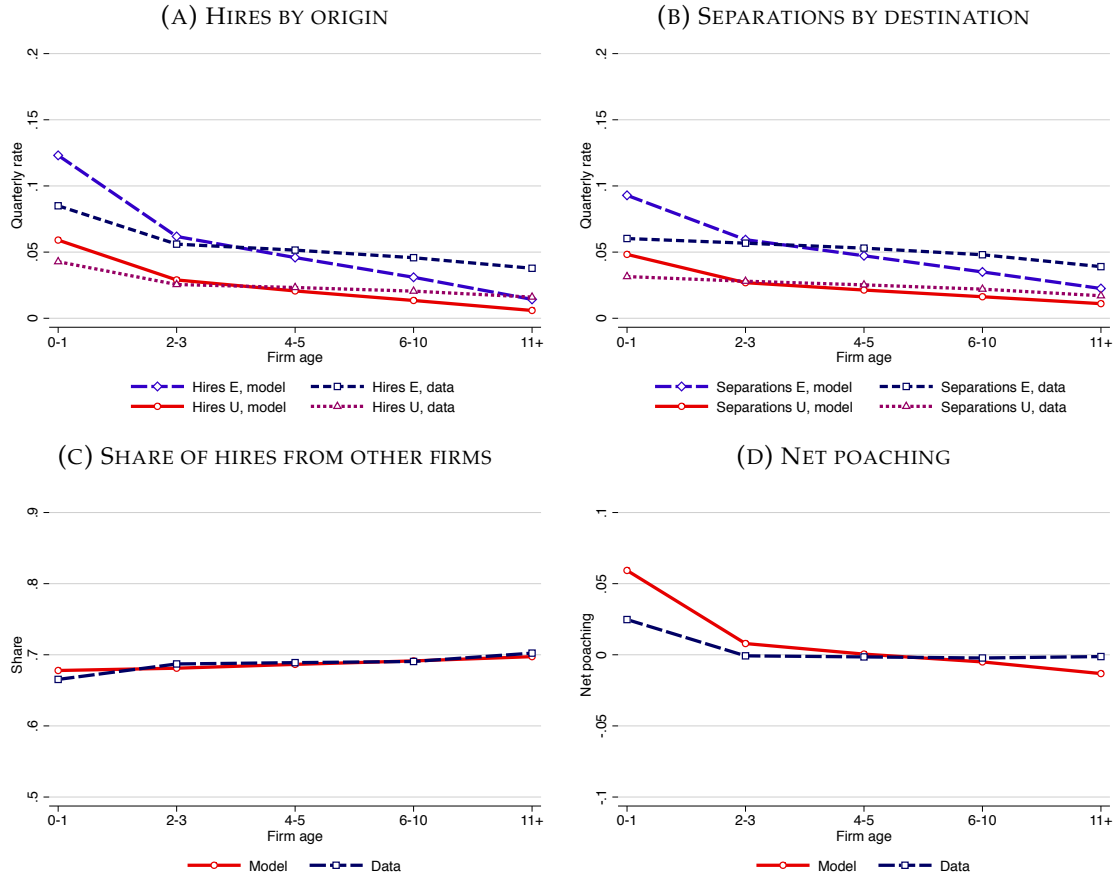 (A) HIRES BY ORIGIN
.2
.15
.1
.05
0
Quarterly rate
0-1 2-3 4-5 6-10 11+
Firm age
Hires E, model Hires E, data
Hires U, model Hires U, data
(B) SEPARATIONS BY DESTINATION
.2
.15
.1
.05
0
Quarterly rate
0-1 2-3 4-5 6-10 11+
Firm age
Separations E, model Separations E, data
Separations U, model Separations U, data
(C) SHARE OF HIRES FROM OTHER FIRMS
.9
.8
.7
.6
.5
Share
0-1 2-3 4-5 6-10 11+
Firm age
Model Data
(D) NET POACHING
.1
.05
0
-.05
-.1
Net poaching
0-1 2-3 4-5 6-10 11+
Firm age
Model Data